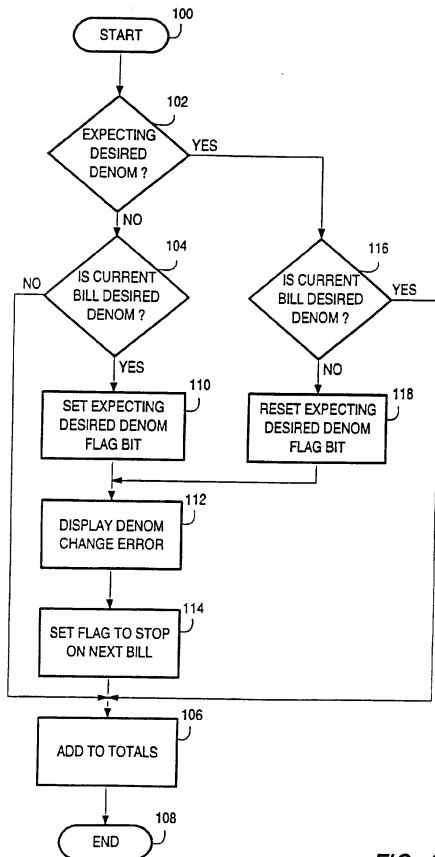 100
START
102
EXPECTING
DESIRED
DENOM ?
YES
NO
104
116
NO
IS CURRENT
BILL DESIRED
DENOM ?
IS CURRENT
BILL DESIRED
DENOM ?
YES
YES
NO
110
SET EXPECTING
DESIRED DENOM
FLAG BIT
118
RESET EXPECTING
DESIRED DENOM
FLAG BIT
112
DISPLAY DENOM
CHANGE ERROR
114
SET FLAG TO STOP
ON NEXT BILL
106
ADD TO TOTALS
108
END
FIG.